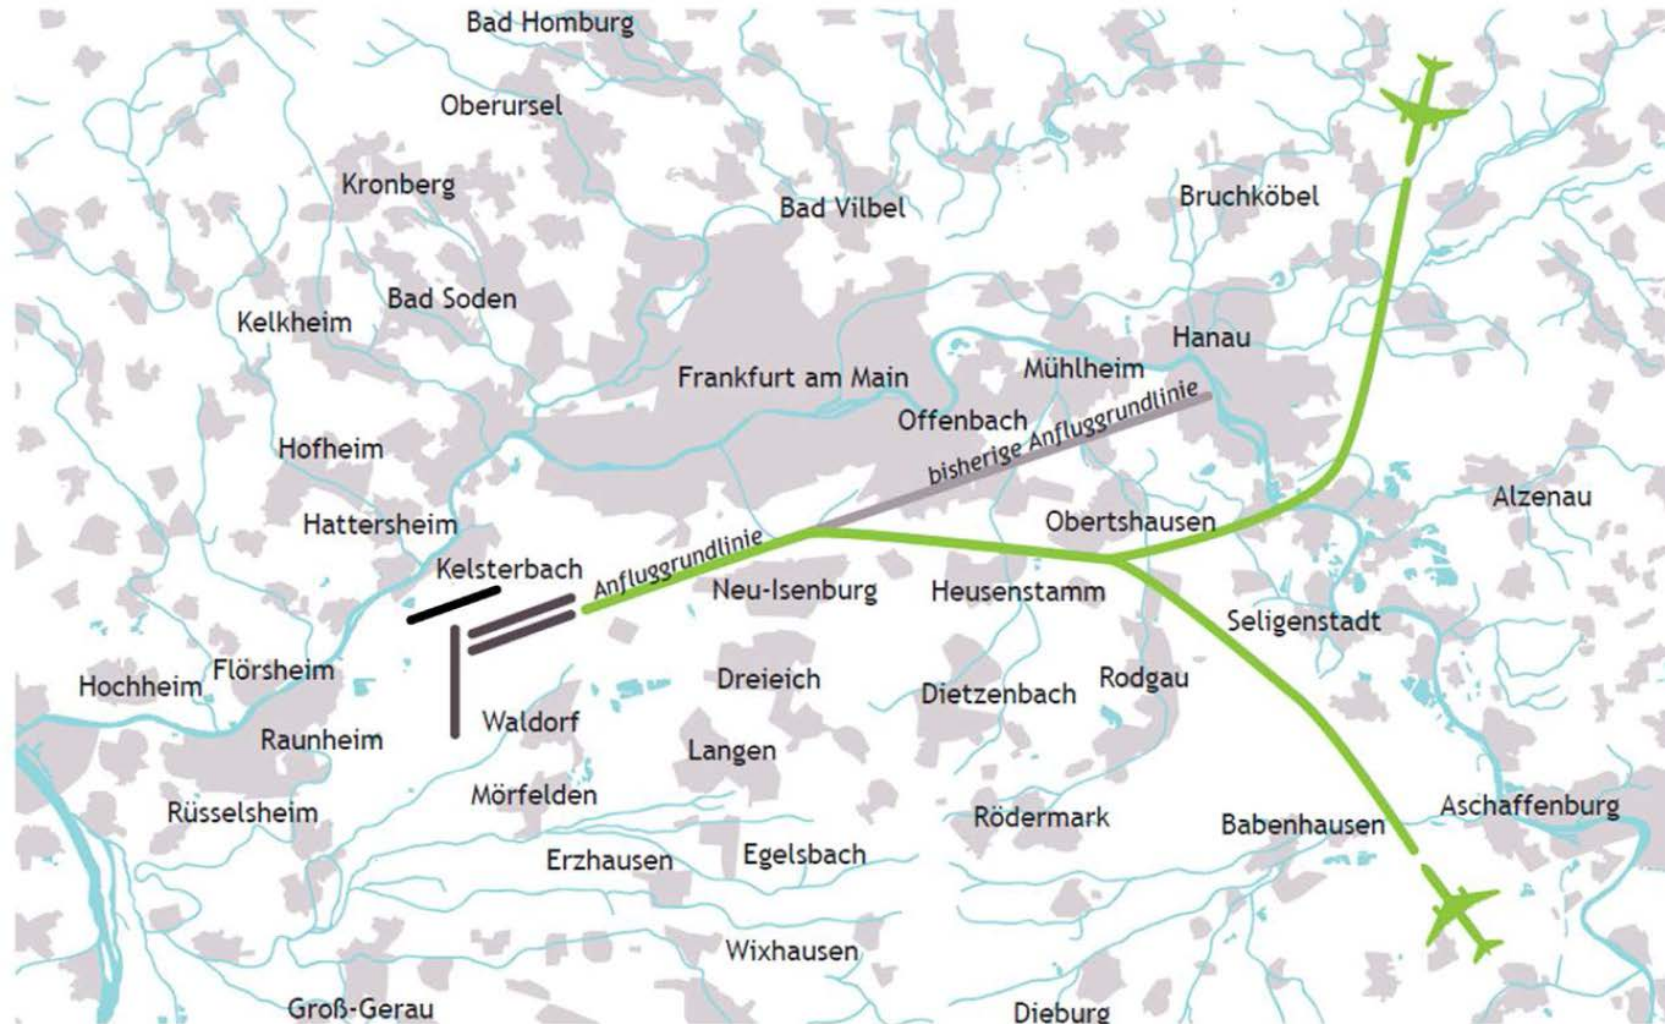 Bad Homburg
Oberursel
Kronberg
Bruchköbel
Bad Vilbel
Bad Soden
Kelkheim
Hanau
Mühlheim
Frankfurt am Main
Offenbach
bisherige Anfluggrundlinie
Hofheim
Alzenau
Hattersheim
Obertshausen
Kelsterbach
Anfluggrundlinie
Neu-Isenburg
Heusenstamm
Seligenstadt
Flörsheim
Hochheim
Dreieich
Rodgau
Dietzenbach
Waldorf
Raunheim
Langen
Mörfelden
Aschaffenburg
Rüsselsheim
Rödermark
Babenhausen
Erzhausen
Egelsbach
Wixhausen
Groß-Gerau
Dieburg